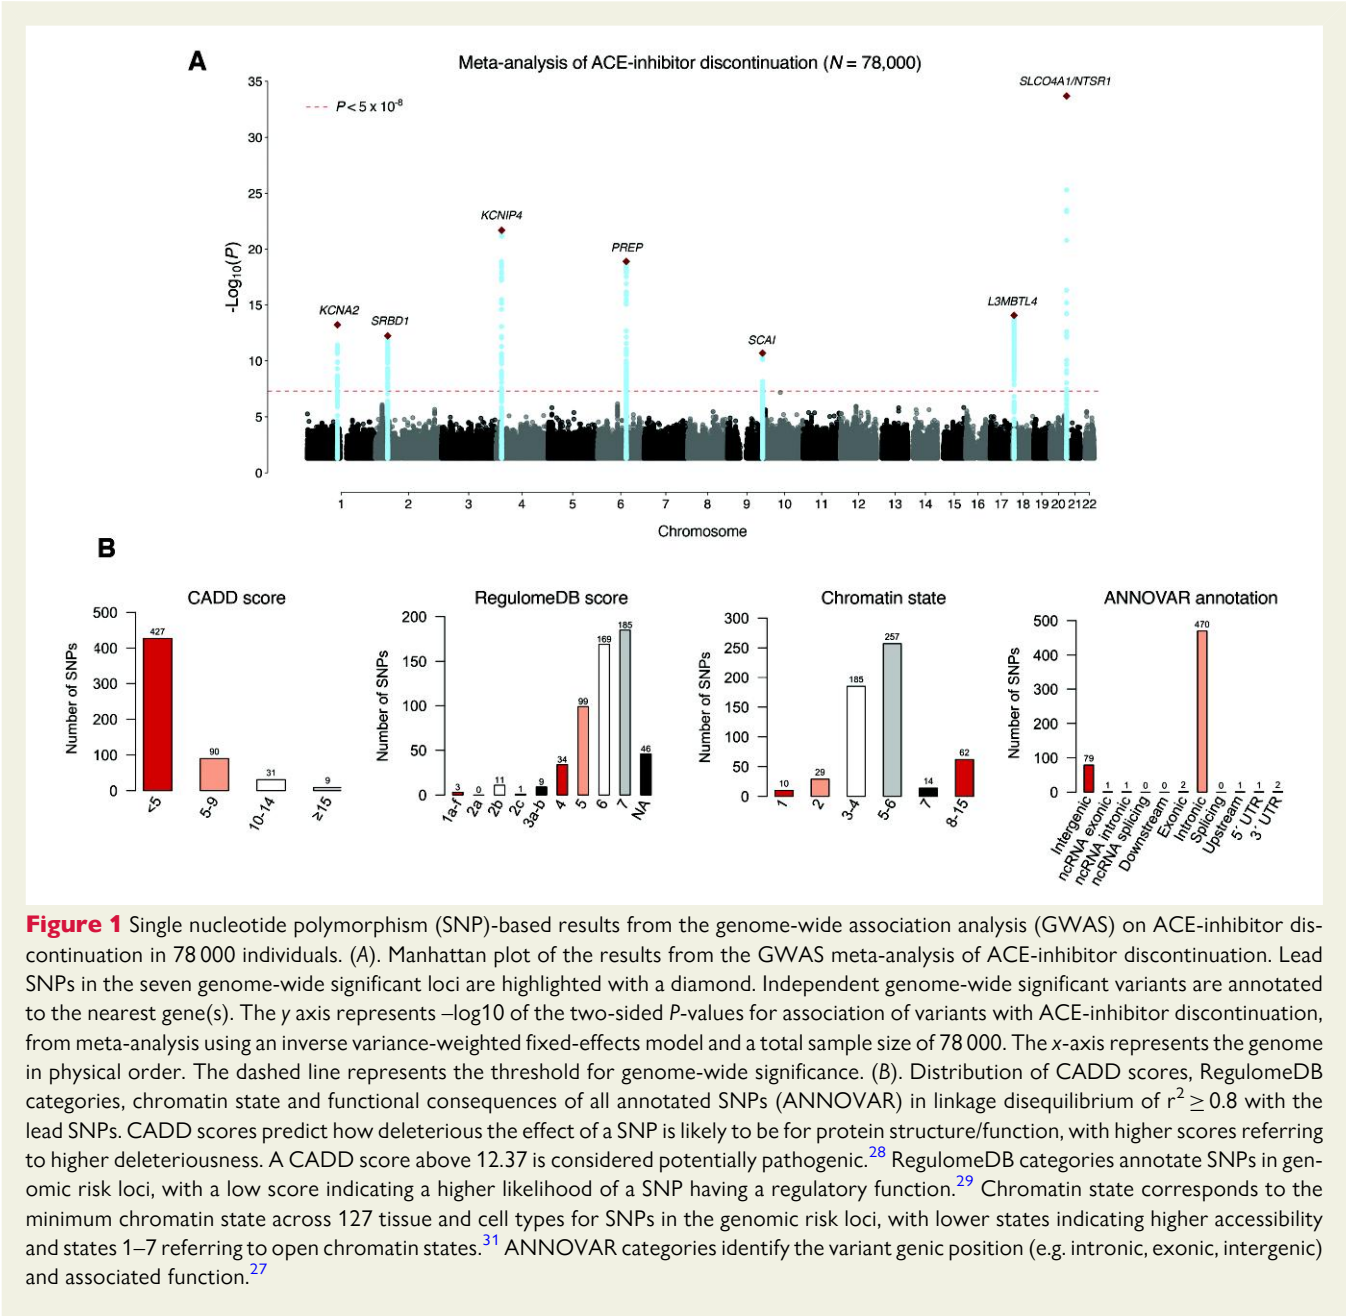 A
Meta-analysis of ACE-inhibitor discontinuation (N = 78,000)
P < 5 x 10⁻⁸
SLCO4A1/NTSR1
KCNIP4
PREP
L3MBTL4
KCNA2
SRBD1
SCAI
-Log₁₀(P)
35
30
25
20
15
10
5
0
1 2 3 4 5 6 7 8 9 10 11 12 13 14 15 16 17 18 19 20 21 22
Chromosome
B
CADD score
Number of SNPs
500
400
300
200
100
0
427
90
31
9
<5
5-9
10-14
≥15
RegulomeDB score
Number of SNPs
200
150
100
50
0
3
0
11
1
9
34
99
169
185
46
1a-f
2a
2b
2c
3a-b
4
5
6
7
NA
Chromatin state
Number of SNPs
300
250
200
150
100
50
0
10
29
185
257
14
62
1
2
3-4
5-6
7
8-15
ANNOVAR annotation
Number of SNPs
500
400
300
200
100
0
79
1
1
0
0
2
470
0
1
1
2
Intergenic
ncRNA exonic
ncRNA intronic
ncRNA splicing
Downstream
Exonic
Intronic
Splicing
Upstream
5´ UTR
3´ UTR
Figure 1 Single nucleotide polymorphism (SNP)-based results from the genome-wide association analysis (GWAS) on ACE-inhibitor dis-
continuation in 78 000 individuals. (A). Manhattan plot of the results from the GWAS meta-analysis of ACE-inhibitor discontinuation. Lead
SNPs in the seven genome-wide significant loci are highlighted with a diamond. Independent genome-wide significant variants are annotated
to the nearest gene(s). The y axis represents –log10 of the two-sided P-values for association of variants with ACE-inhibitor discontinuation,
from meta-analysis using an inverse variance-weighted fixed-effects model and a total sample size of 78 000. The x-axis represents the genome
in physical order. The dashed line represents the threshold for genome-wide significance. (B). Distribution of CADD scores, RegulomeDB
categories, chromatin state and functional consequences of all annotated SNPs (ANNOVAR) in linkage disequilibrium of r² ≥ 0.8 with the
lead SNPs. CADD scores predict how deleterious the effect of a SNP is likely to be for protein structure/function, with higher scores referring
to higher deleteriousness. A CADD score above 12.37 is considered potentially pathogenic.²⁸ RegulomeDB categories annotate SNPs in gen-
omic risk loci, with a low score indicating a higher likelihood of a SNP having a regulatory function.²⁹ Chromatin state corresponds to the
minimum chromatin state across 127 tissue and cell types for SNPs in the genomic risk loci, with lower states indicating higher accessibility
and states 1–7 referring to open chromatin states.³¹ ANNOVAR categories identify the variant genic position (e.g. intronic, exonic, intergenic)
and associated function.²⁷